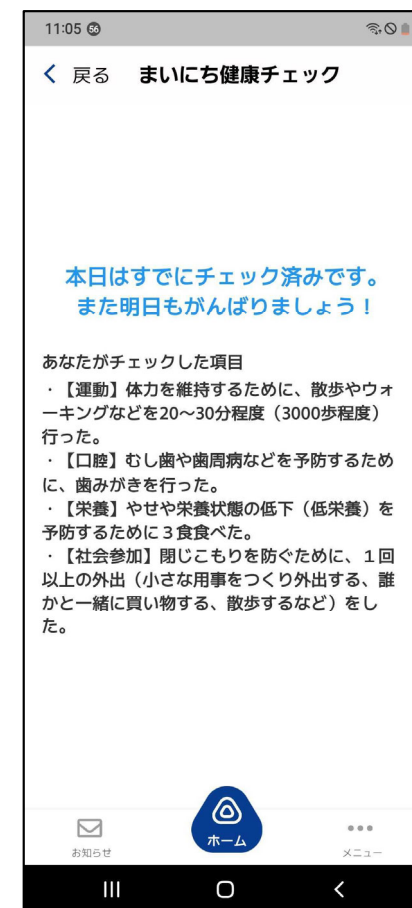 11:05 56
戻る まいにち健康チェック
本日はすでにチェック済みです。
また明日もがんばりましょう！
あなたがチェックした項目
・【運動】体力を維持するために、散歩やウォ
ーキングなどを20〜30分程度（3000歩程度）
行った。
・【口腔】むし歯や歯周病などを予防するため
に、歯みがきを行った。
・【栄養】やせや栄養状態の低下（低栄養）を
予防するために３食食べた。
・【社会参加】閉じこもりを防ぐために、１回
以上の外出（小さな用事をつくり外出する、誰
かと一緒に買い物する、散歩するなど）をし
た。
お知らせ ホーム メニュー